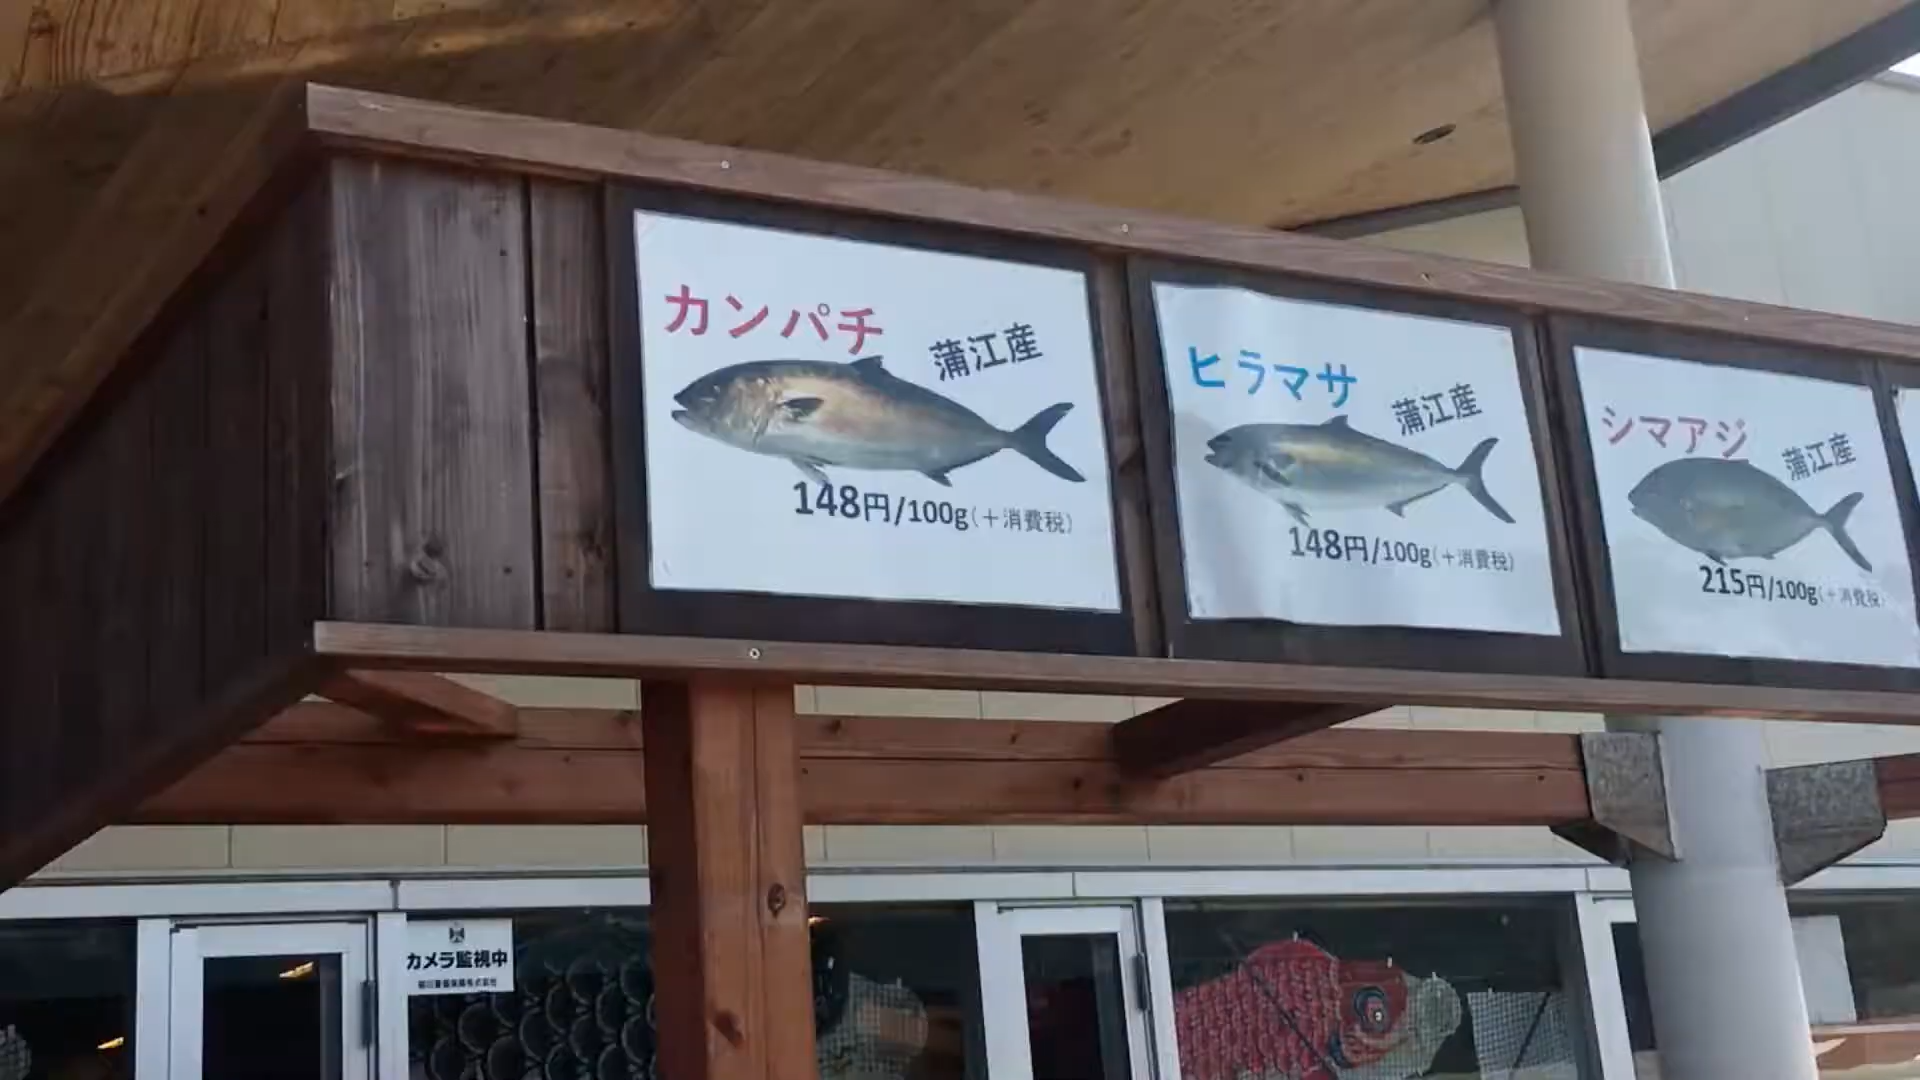 カンパチ
蒲江産
148円/100g(+消費税)
ヒラマサ
蒲江産
148円/100g(+消費税)
シマアジ
蒲江産
215円/100g(+消費税)
カメラ監視中